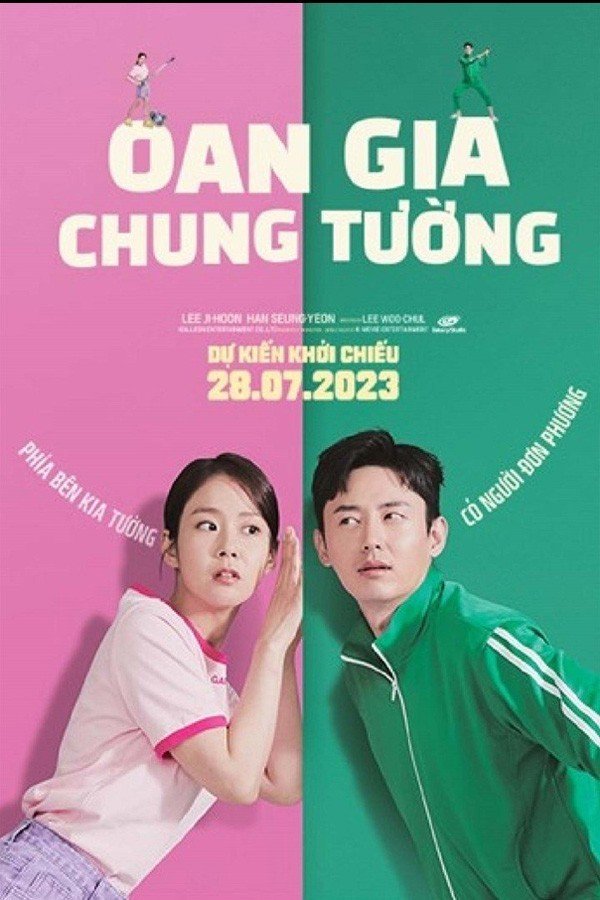 OAN GIA
CHUNG TƯỜNG
LEE JI-HOON HAN SEUNG-YEON LEE WOO-CHUL
DỰ KIẾN KHỞI CHIẾU
28.07.2023
PHÍA BÊN KIA TƯỜNG
CÓ NGƯỜI ĐƠN PHƯƠNG